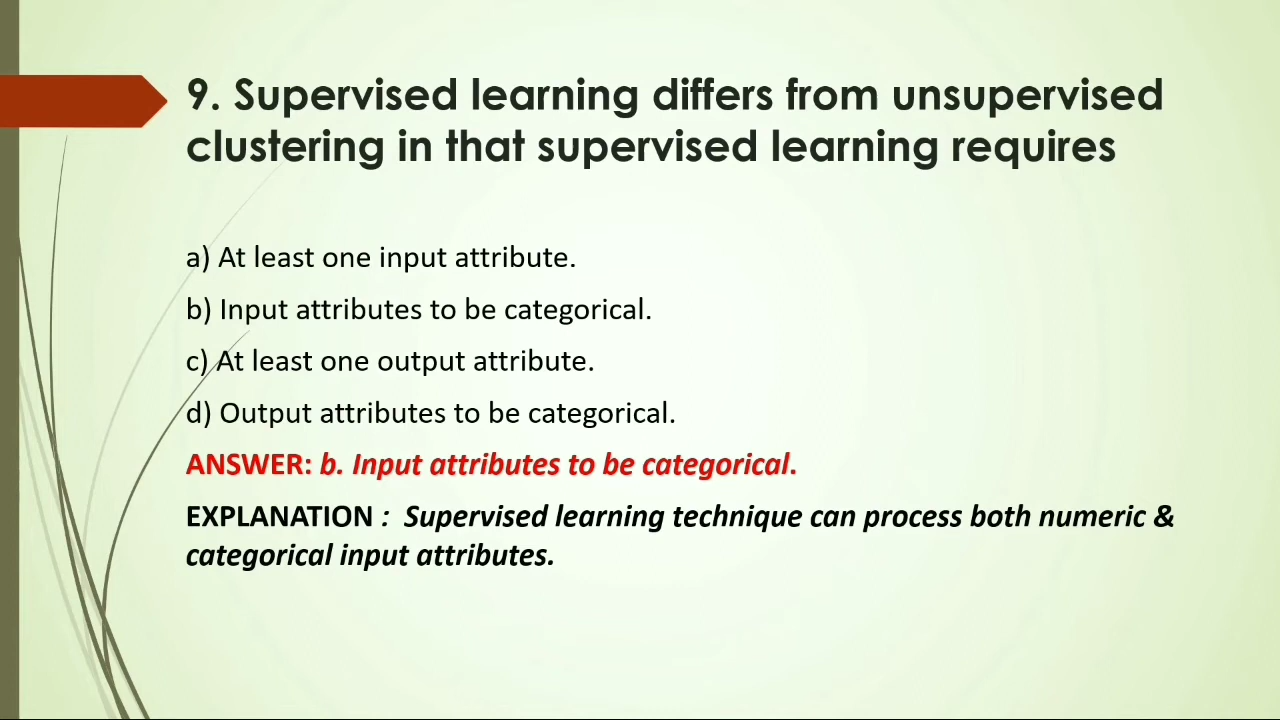 9. Supervised learning differs from unsupervised
clustering in that supervised learning requires
a) At least one input attribute.
b) Input attributes to be categorical.
c) At least one output attribute.
d) Output attributes to be categorical.
ANSWER: b. Input attributes to be categorical.
EXPLANATION : Supervised learning technique can process both numeric &
categorical input attributes.